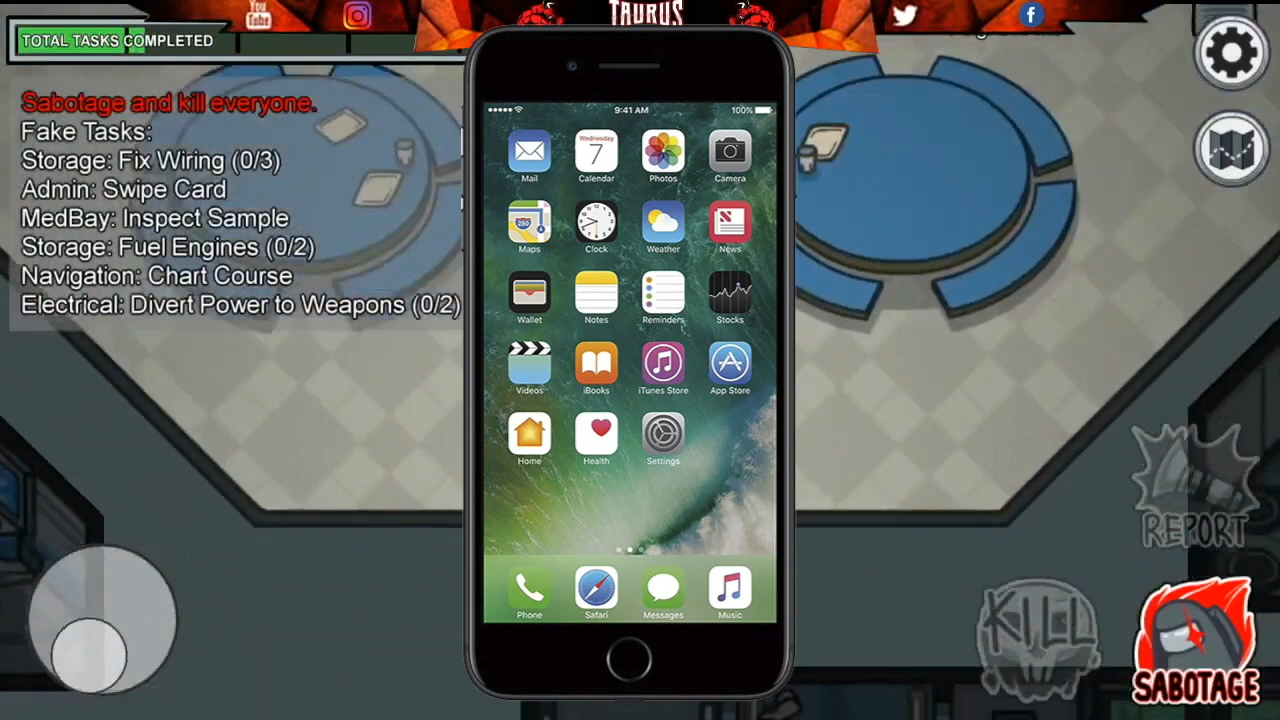 You
Tube
TAURUS
TOTAL TASKS COMPLETED
Sabotage and kill everyone.
Fake Tasks:
Storage: Fix Wiring (0/3)
Admin: Swipe Card
MedBay: Inspect Sample
Storage: Fuel Engines (0/2)
Navigation: Chart Course
Electrical: Divert Power to Weapons (0/2)
9:41 AM
100%
Wednesday
7
Mail
Calendar
Photos
Camera
280
Maps
Clock
Weather
News
Wallet
Notes
Reminders
Stocks
Videos
iBooks
iTunes Store
App Store
Home
Health
Settings
Phone
Safari
Messages
Music
REPORT
KILL
SABOTAGE